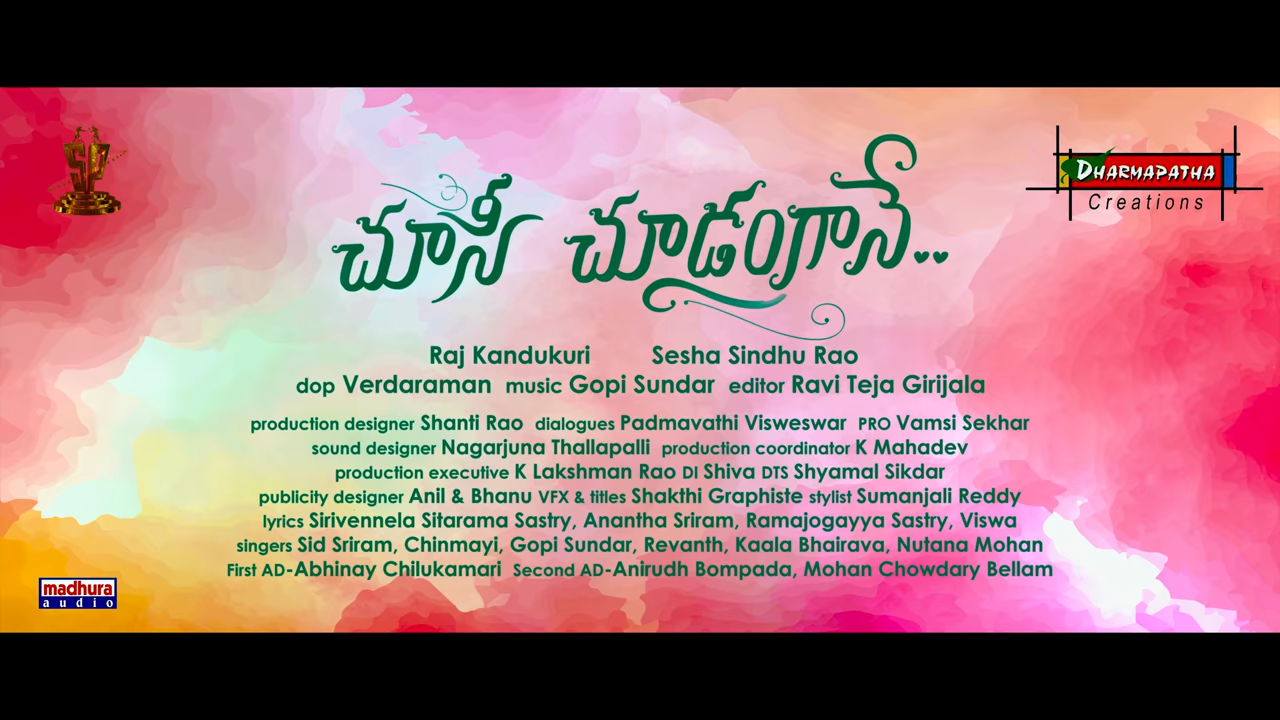 SP
DHARMAPATHA
Creations
చూసీ చూడంగానే..
Raj Kandukuri Sesha Sindhu Rao
dop Verdaraman music Gopi Sundar editor Ravi Teja Girijala
production designer Shanti Rao dialogues Padmavathi Visweswar PRO Vamsi Sekhar
sound designer Nagarjuna Thallapalli production coordinator K Mahadev
production executive K Lakshman Rao DI Shiva DTS Shyamal Sikdar
publicity designer Anil & Bhanu VFX & titles Shakthi Graphiste stylist Sumanjali Reddy
lyrics Sirivennela Sitarama Sastry, Anantha Sriram, Ramajogayya Sastry, Viswa
singers Sid Sriram, Chinmayi, Gopi Sundar, Revanth, Kaala Bhairava, Nutana Mohan
First AD-Abhinay Chilukamari Second AD-Anirudh Bompada, Mohan Chowdary Bellam
madhura
audio